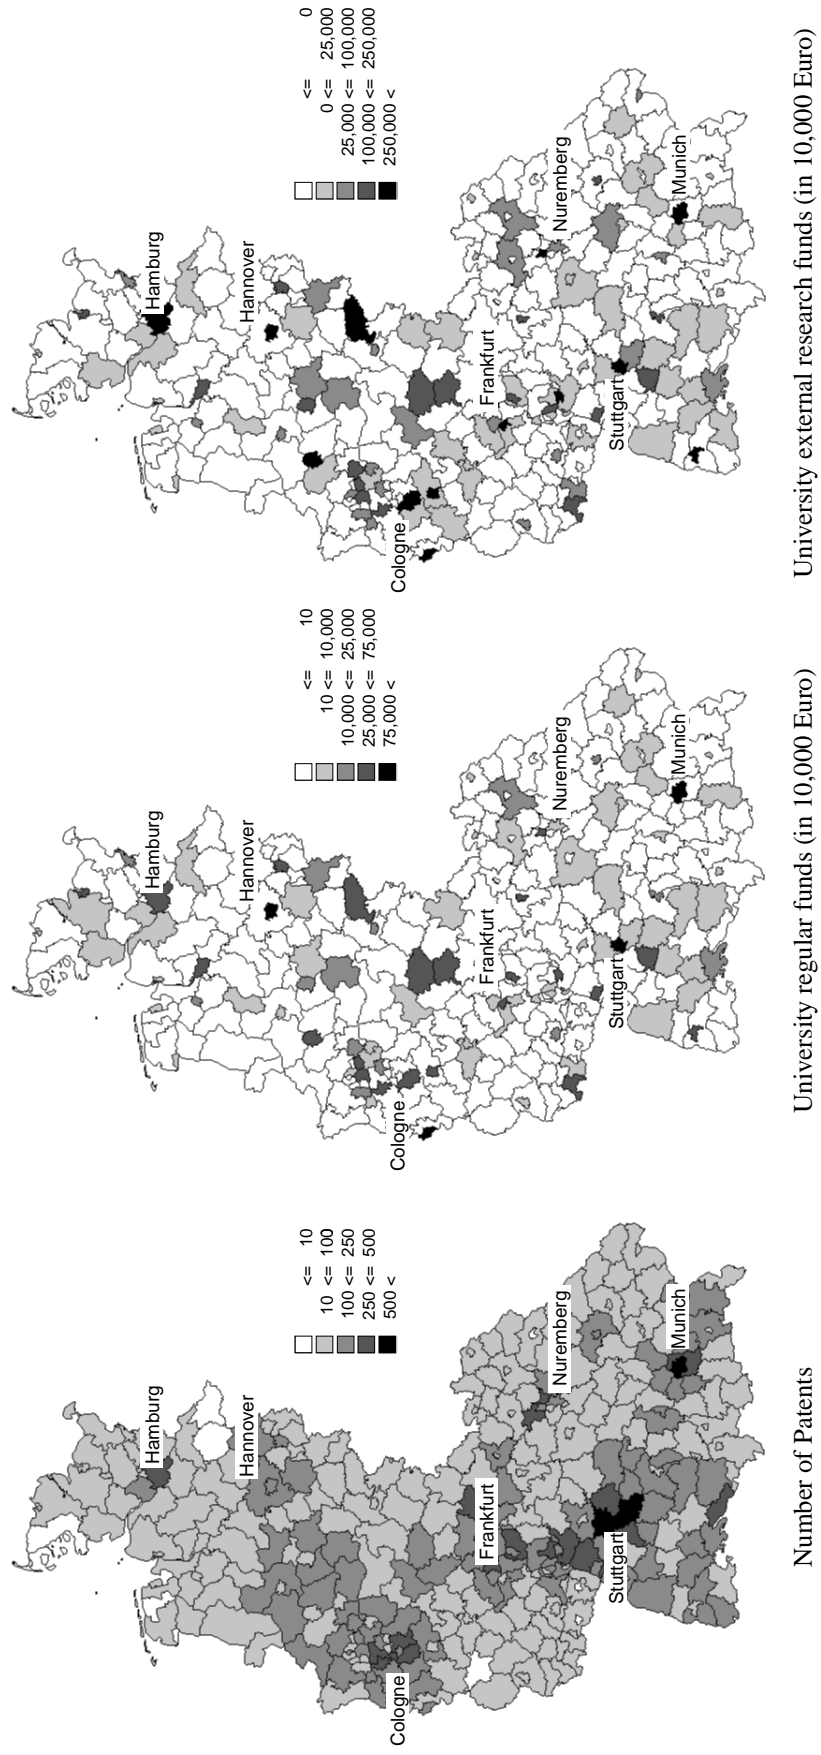 <= 10
10 <= 100
100 <= 250
250 <= 500
500 <
Hamburg
Hannover
Cologne
Frankfurt
Nuremberg
Stuttgart
Munich
Number of Patents
<= 10
10 <= 10,000
10,000 <= 25,000
25,000 <= 75,000
75,000 <
Hamburg
Hannover
Cologne
Frankfurt
Nuremberg
Stuttgart
Munich
University regular funds (in 10,000 Euro)
<= 0
0 <= 25,000
25,000 <= 100,000
100,000 <= 250,000
250,000 <
Hamburg
Hannover
Cologne
Frankfurt
Nuremberg
Stuttgart
Munich
University external research funds (in 10,000 Euro)